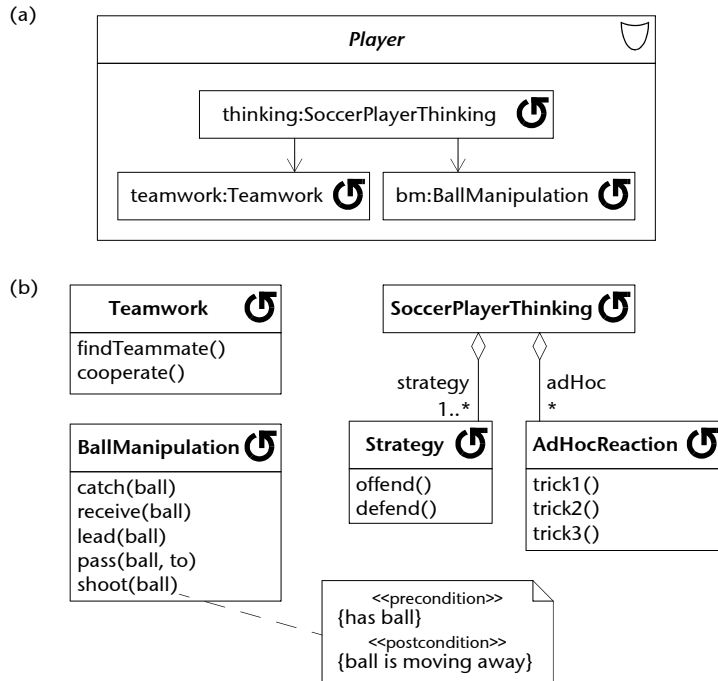 (a)
Player
thinking:SoccerPlayerThinking
teamwork:Teamwork
bm:BallManipulation
(b)
Teamwork
findTeammate()
cooperate()
SoccerPlayerThinking
strategy
1..*
adHoc
*
BallManipulation
catch(ball)
receive(ball)
lead(ball)
pass(ball, to)
shoot(ball)
Strategy
offend()
defend()
AdHocReaction
trick1()
trick2()
trick3()
<<precondition>>
{has ball}
<<postcondition>>
{ball is moving away}